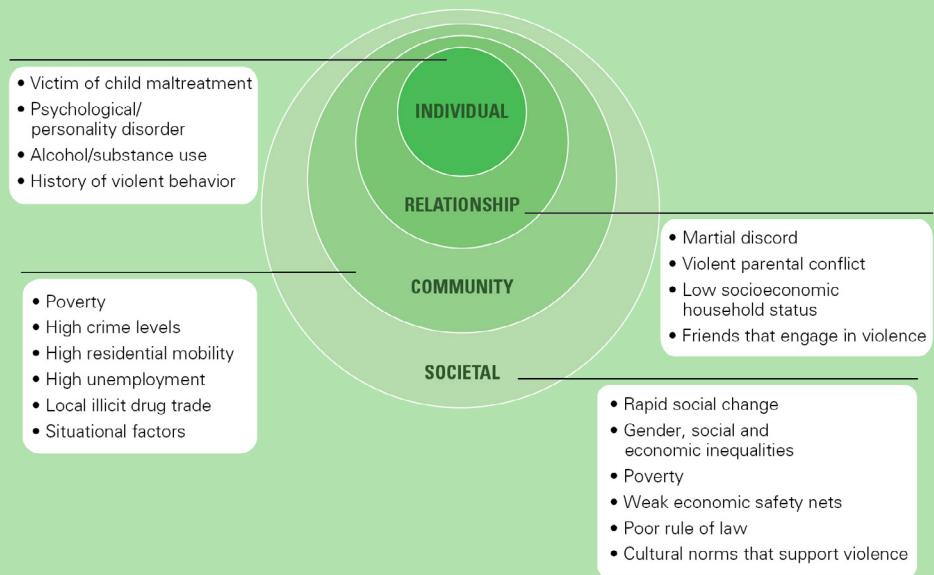 INDIVIDUAL
RELATIONSHIP
COMMUNITY
SOCIETAL
• Victim of child maltreatment
• Psychological/
personality disorder
• Alcohol/substance use
• History of violent behavior
• Martial discord
• Violent parental conflict
• Low socioeconomic
household status
• Friends that engage in violence
• Poverty
• High crime levels
• High residential mobility
• High unemployment
• Local illicit drug trade
• Situational factors
• Rapid social change
• Gender, social and
economic inequalities
• Poverty
• Weak economic safety nets
• Poor rule of law
• Cultural norms that support violence